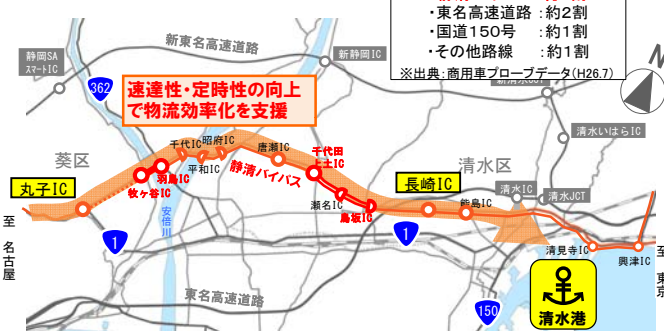 ・東名高速道路 ：約2割
・国道150号 ：約1割
・その他路線 ：約1割
※出典：商用車プローブデータ(H26.7)
静岡SA
スマートIC
新東名高速道路
新静岡IC
N
362
速達性・定時性の向上
で物流効率化を支援
清水いはらIC
葵区
千代IC
昭府IC
唐瀬IC
千代田
上土IC
清水区
丸子IC
羽鳥IC
平和IC
静清バイパス
長崎IC
清水IC
清水JCT
牧ヶ谷IC
瀬名IC
鳥坂IC
能島IC
至 名古屋
1
安倍川
1
清見寺IC
興津IC
至 東京
東名高速道路
150
清水港